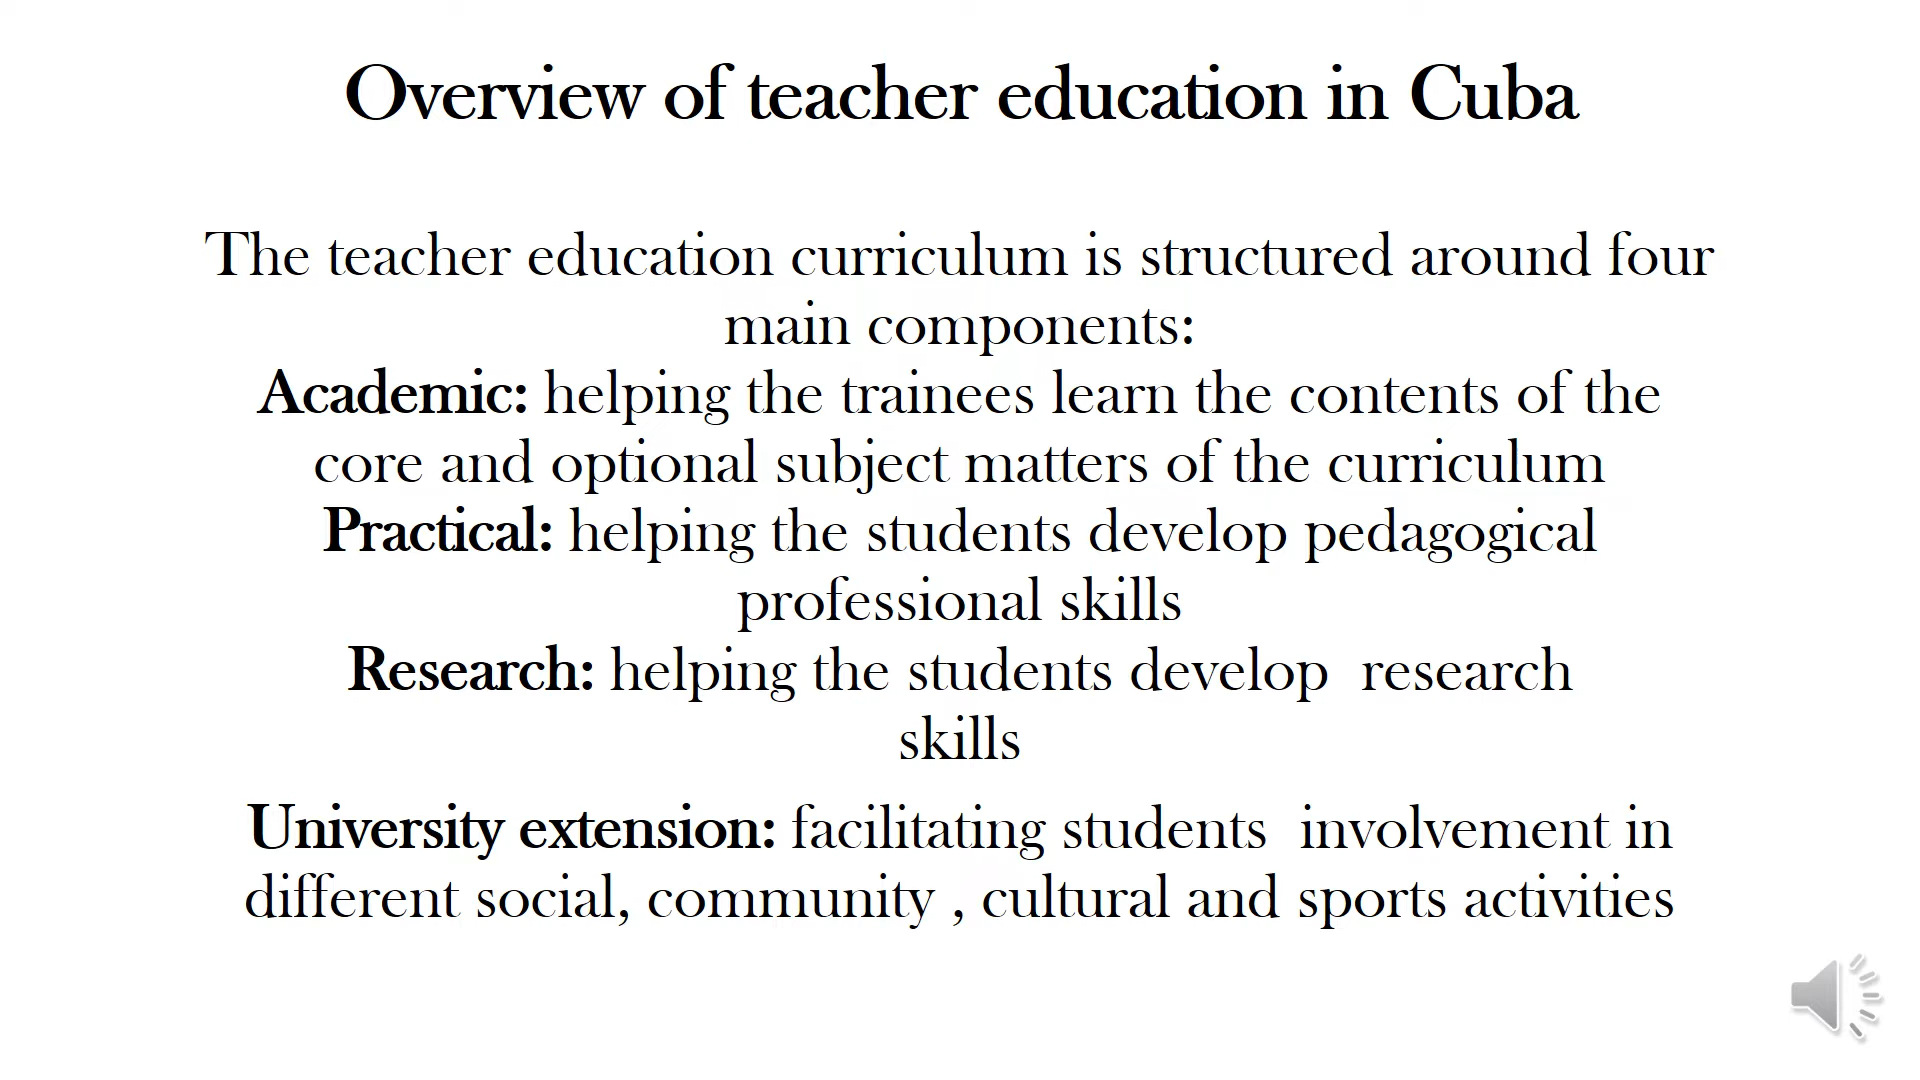 Overview of teacher education in Cuba
The teacher education curriculum is structured around four
main components:
Academic: helping the trainees learn the contents of the
core and optional subject matters of the curriculum
Practical: helping the students develop pedagogical
professional skills
Research: helping the students develop  research
skills
University extension: facilitating students  involvement in
different social, community , cultural and sports activities